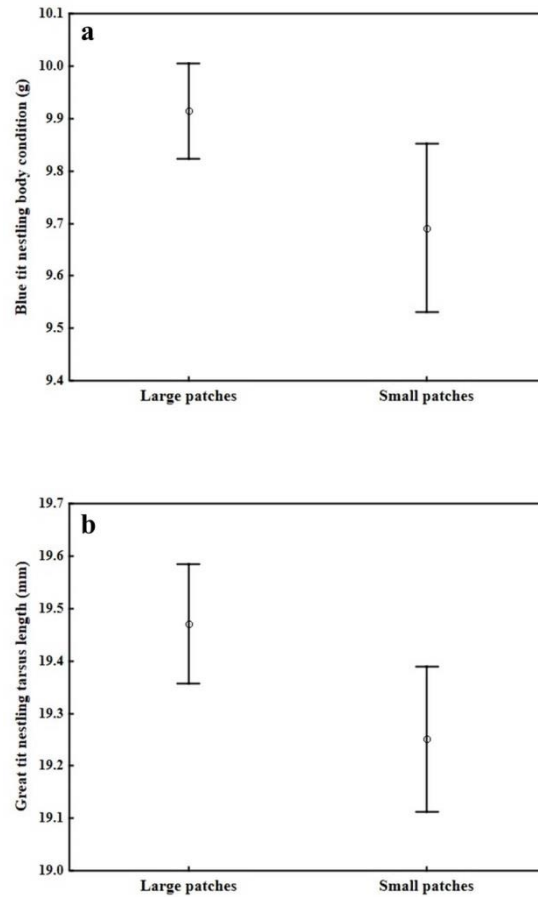 10.1
a
10.0
9.9
9.8
9.7
9.6
9.5
9.4
Blue tit nestling body condition (g)
Large patches Small patches
19.7
b
19.6
19.5
19.4
19.3
19.2
19.1
19.0
Great tit nestling tarsus length (mm)
Large patches Small patches